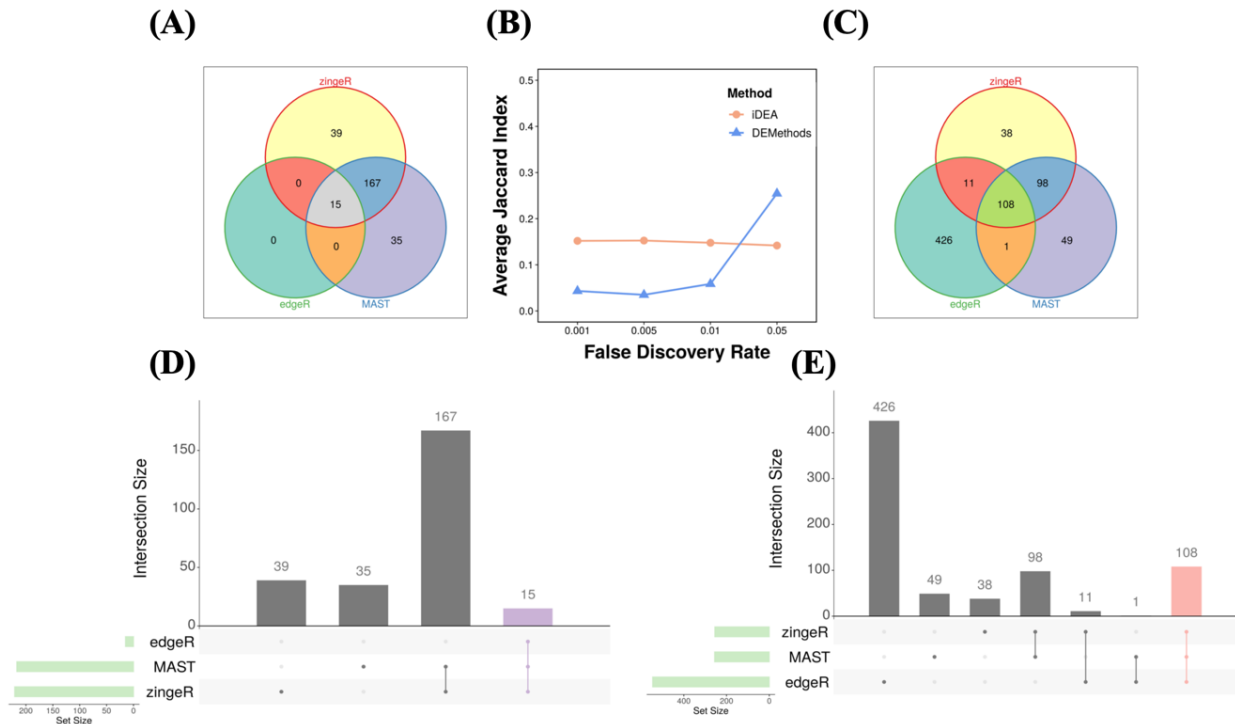 (A)
zingeR
39
0
167
15
0
0
35
edgeR
MAST
(B)
Average Jaccard Index
0.5
0.4
0.3
0.2
0.1
0.0
Method
iDEA
DEMethods
0.001
0.005
0.01
0.05
False Discovery Rate
(C)
zingeR
38
11
98
108
426
1
49
edgeR
MAST
(D)
Intersection Size
150
100
50
0
39
35
167
15
edgeR
MAST
zingeR
200
150
100
50
0
Set Size
(E)
Intersection Size
400
300
200
100
0
426
49
38
98
11
1
108
zingeR
MAST
edgeR
400
200
0
Set Size